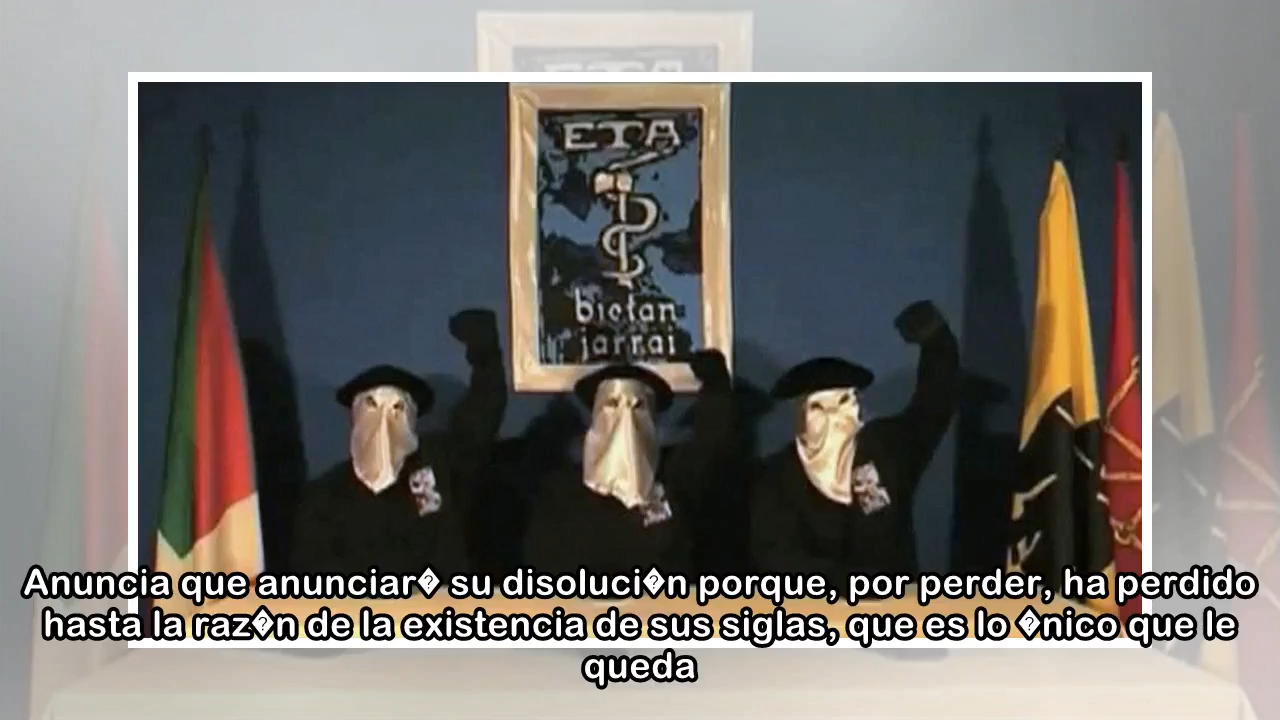 ETA
bietan
jarrai
Anuncia que anunciar� su disoluci�n porque, por perder, ha perdido
hasta la raz�n de la existencia de sus siglas, que es lo �nico que le
queda